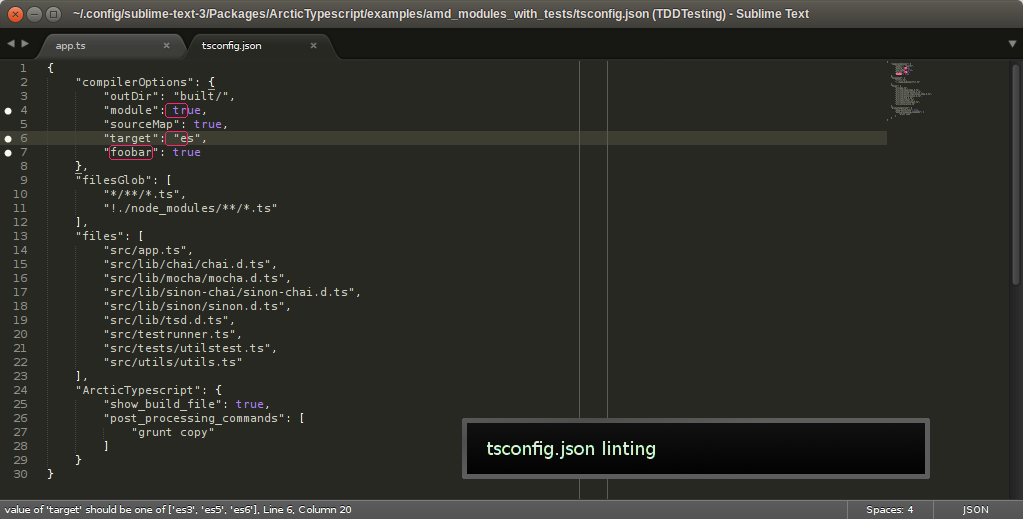 ~/.config/sublime-text-3/Packages/ArcticTypescript/examples/amd_modules_with_tests/tsconfig.json (TDDTesting) - Sublime Text
app.ts
tsconfig.json
1 {
2 "compilerOptions": {
3 "outDir": "built/",
4 "module": true,
5 "sourceMap": true,
6 "target": "es",
7 "foobar": true
8 },
9 "filesGlob": [
10 "*/**/*.ts",
11 "!./node_modules/**/*.ts"
12 ],
13 "files": [
14 "src/app.ts",
15 "src/lib/chai/chai.d.ts",
16 "src/lib/mocha/mocha.d.ts",
17 "src/lib/sinon-chai/sinon-chai.d.ts",
18 "src/lib/sinon/sinon.d.ts",
19 "src/lib/tsd.d.ts",
20 "src/testrunner.ts",
21 "src/tests/utilstest.ts",
22 "src/utils/utils.ts"
23 ],
24 "ArcticTypescript": {
25 "show_build_file": true,
26 "post_processing_commands": [
27 "grunt copy"
28 ]
29 }
30 }
tsconfig.json linting
value of 'target' should be one of ['es3', 'es5', 'es6'], Line 6, Column 20
Spaces: 4
JSON